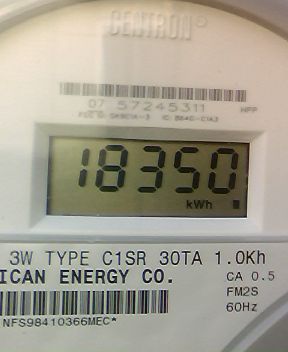 CENTRON®
07 57245311
HFP
18350
kWh
3W TYPE C1SR 30TA 1.0Kh
ICAN ENERGY CO.
CA 0.5
FM2S
60Hz
NFS98410366MEC*